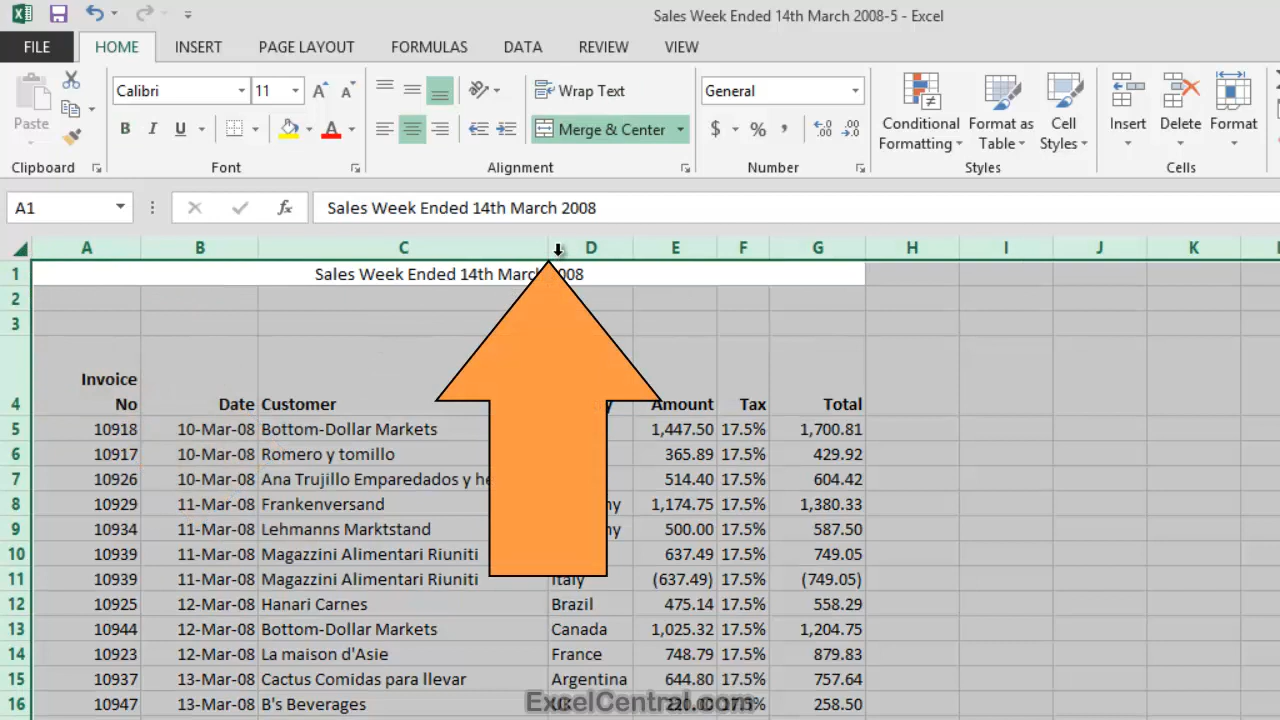 Sales Week Ended 14th March 2008-5 - Excel
FILE HOME INSERT PAGE LAYOUT FORMULAS DATA REVIEW VIEW
Calibri 11 Wrap Text General
Paste B I U Merge & Center $ % , Conditional Formatting Format as Table Cell Styles Insert Delete Format
Clipboard Font Alignment Number Styles Cells
A1 fx Sales Week Ended 14th March 2008
A B C D E F G H I J K
1 Sales Week Ended 14th March 2008
2
3
4 Invoice No Date Customer Amount Tax Total
5 10918 10-Mar-08 Bottom-Dollar Markets 1,447.50 17.5% 1,700.81
6 10917 10-Mar-08 Romero y tomillo 365.89 17.5% 429.92
7 10926 10-Mar-08 Ana Trujillo Emparedados y he 514.40 17.5% 604.42
8 10929 11-Mar-08 Frankenversand 1,174.75 17.5% 1,380.33
9 10934 11-Mar-08 Lehmanns Marktstand 500.00 17.5% 587.50
10 10939 11-Mar-08 Magazzini Alimentari Riuniti 637.49 17.5% 749.05
11 10939 11-Mar-08 Magazzini Alimentari Riuniti Italy (637.49) 17.5% (749.05)
12 10925 12-Mar-08 Hanari Carnes Brazil 475.14 17.5% 558.29
13 10944 12-Mar-08 Bottom-Dollar Markets Canada 1,025.32 17.5% 1,204.75
14 10923 12-Mar-08 La maison d'Asie France 748.79 17.5% 879.83
15 10937 13-Mar-08 Cactus Comidas para llevar Argentina 644.80 17.5% 757.64
16 10947 13-Mar-08 B's Beverages UK 220.00 17.5% 258.50
ExcelCentral.com